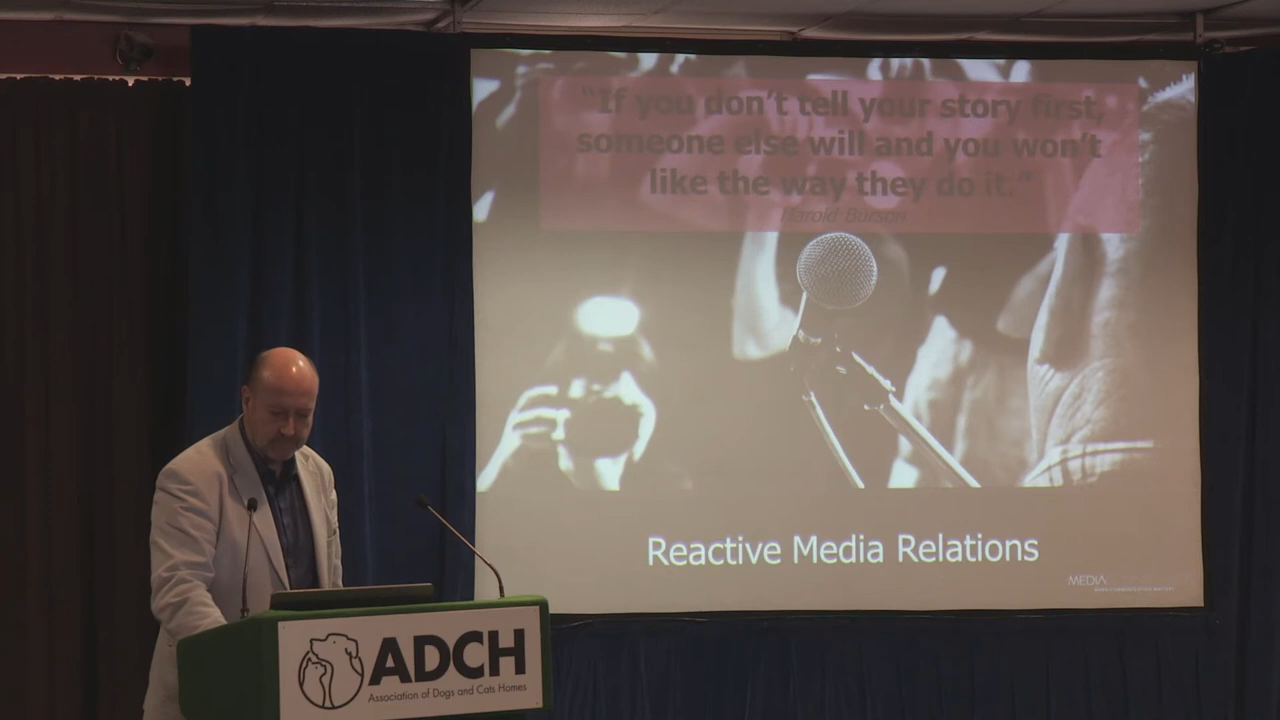 “If you don’t tell your story first,
someone else will and you won’t
like the way they do it.”
Harold Burson
Reactive Media Relations
MEDIA
ADCH
Association of Dogs and Cats Homes